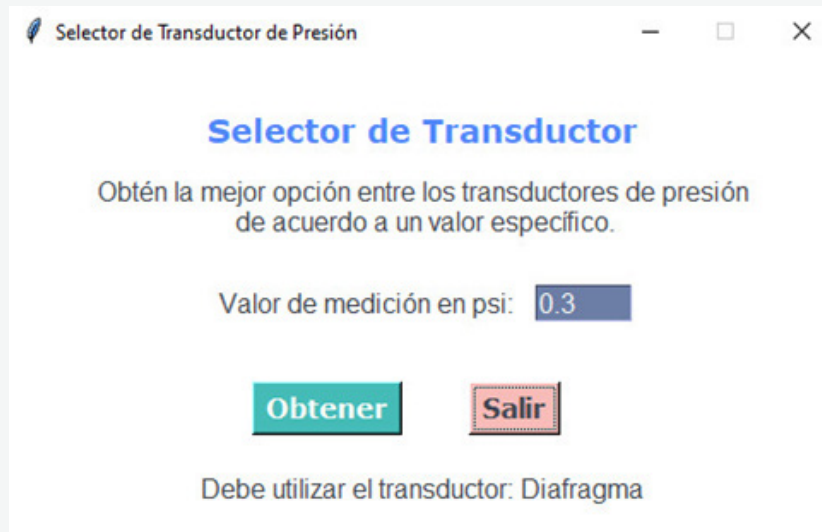 Selector de Transductor de Presión
Selector de Transductor
Obtén la mejor opción entre los transductores de presión
de acuerdo a un valor específico.
Valor de medición en psi: 0.3
Obtener Salir
Debe utilizar el transductor: Diafragma